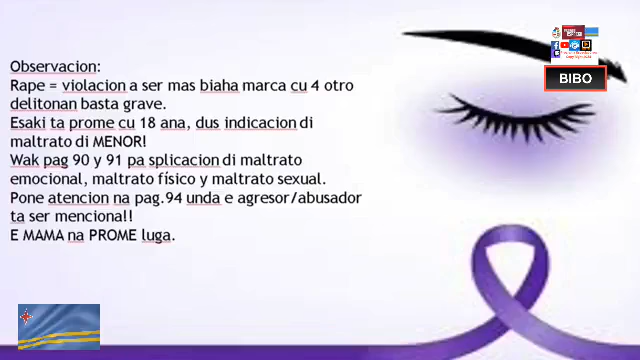 Observacion:
Rape = violacion a ser mas biaha marca cu 4 otro
delitonan basta grave.
Esaki ta prome cu 18 ana, dus indicacion di
maltrato di MENOR!
Wak pag 90 y 91 pa splicacion di maltrato
emocional, maltrato físico y maltrato sexual.
Pone atencion na pag.94 unda e agresor/abusador
ta ser menciona!!
E MAMA na PROME luga.
BIBO